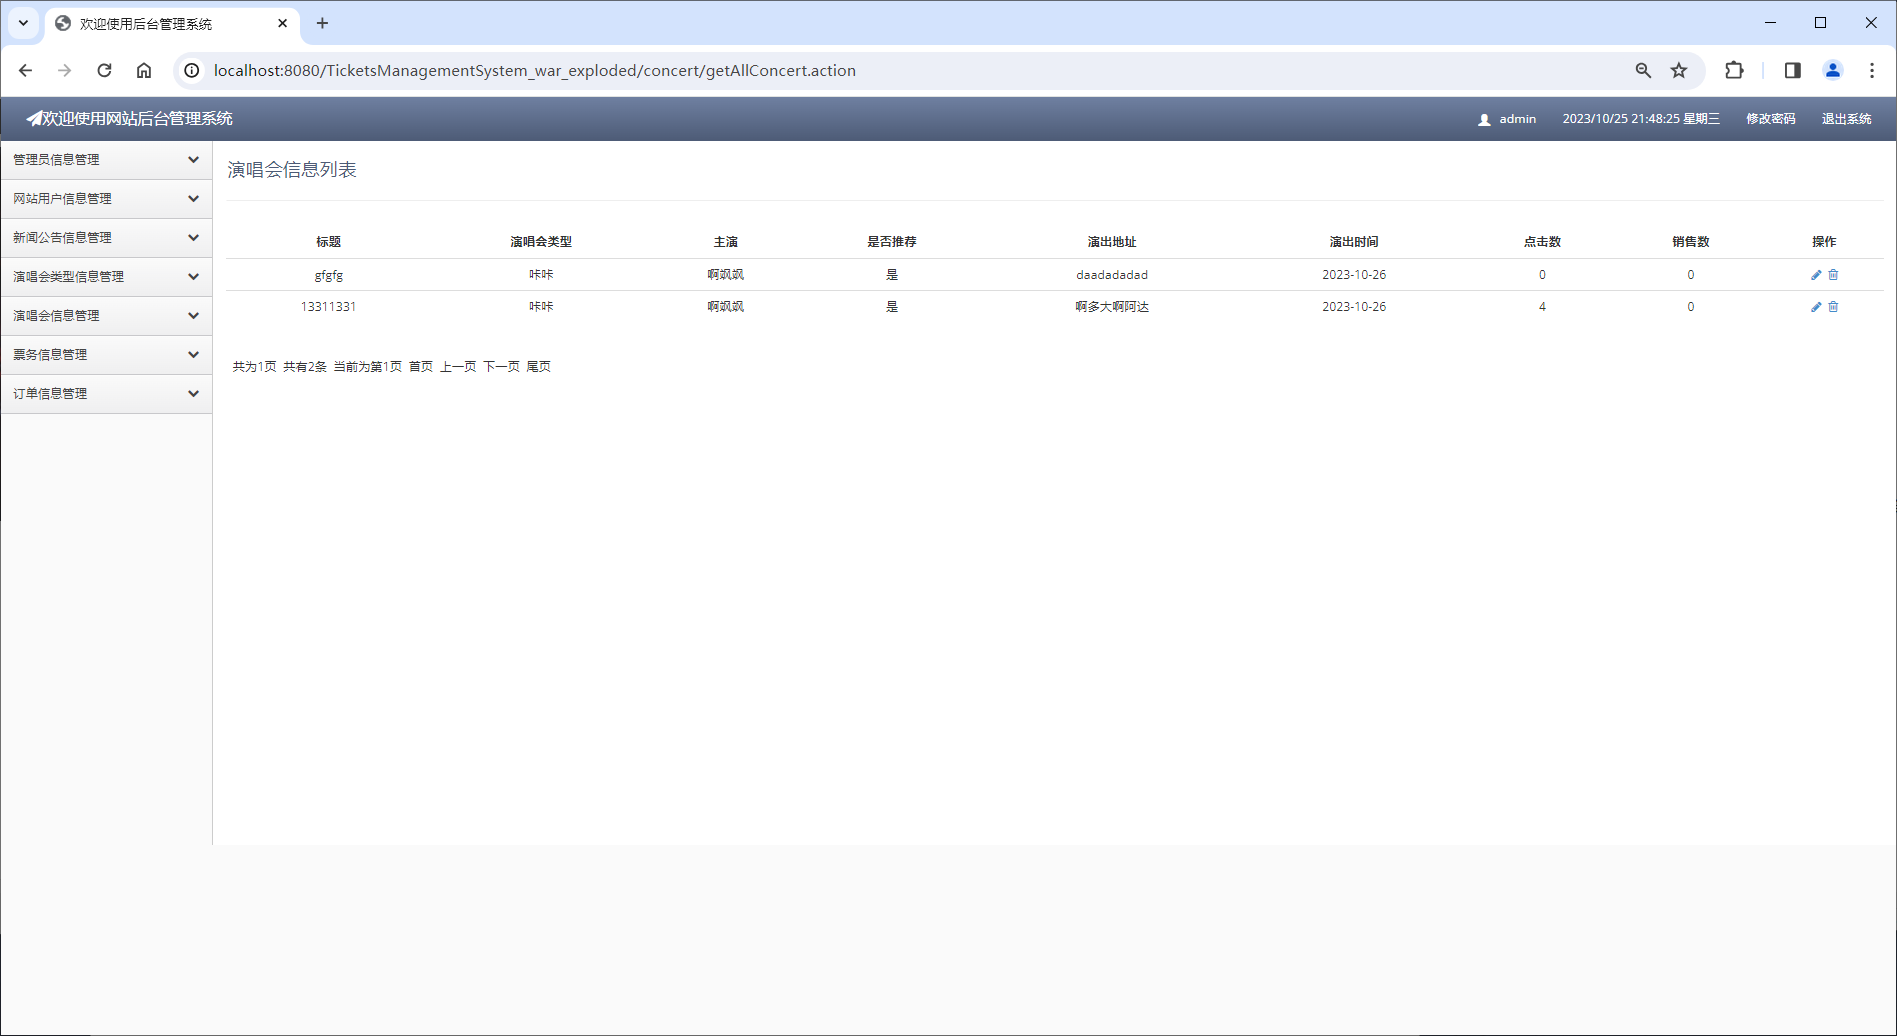 欢迎使用后台管理系统
localhost:8080/TicketsManagementSystem_war_exploded/concert/getAllConcert.action
欢迎使用网站后台管理系统 admin 2023/10/25 21:48:25 星期三 修改密码 退出系统
管理员信息管理
网站用户信息管理
新闻公告信息管理
演唱会类型信息管理
演唱会信息管理
票务信息管理
订单信息管理
演唱会信息列表
标题 演唱会类型 主演 是否推荐 演出地址 演出时间 点击数 销售数 操作
gfgfg 咔咔 啊飒飒 是 daadadadad 2023-10-26 0 0
13311331 咔咔 啊飒飒 是 啊多大啊阿达 2023-10-26 4 0
共为1页 共有2条 当前为第1页 首页 上一页 下一页 尾页